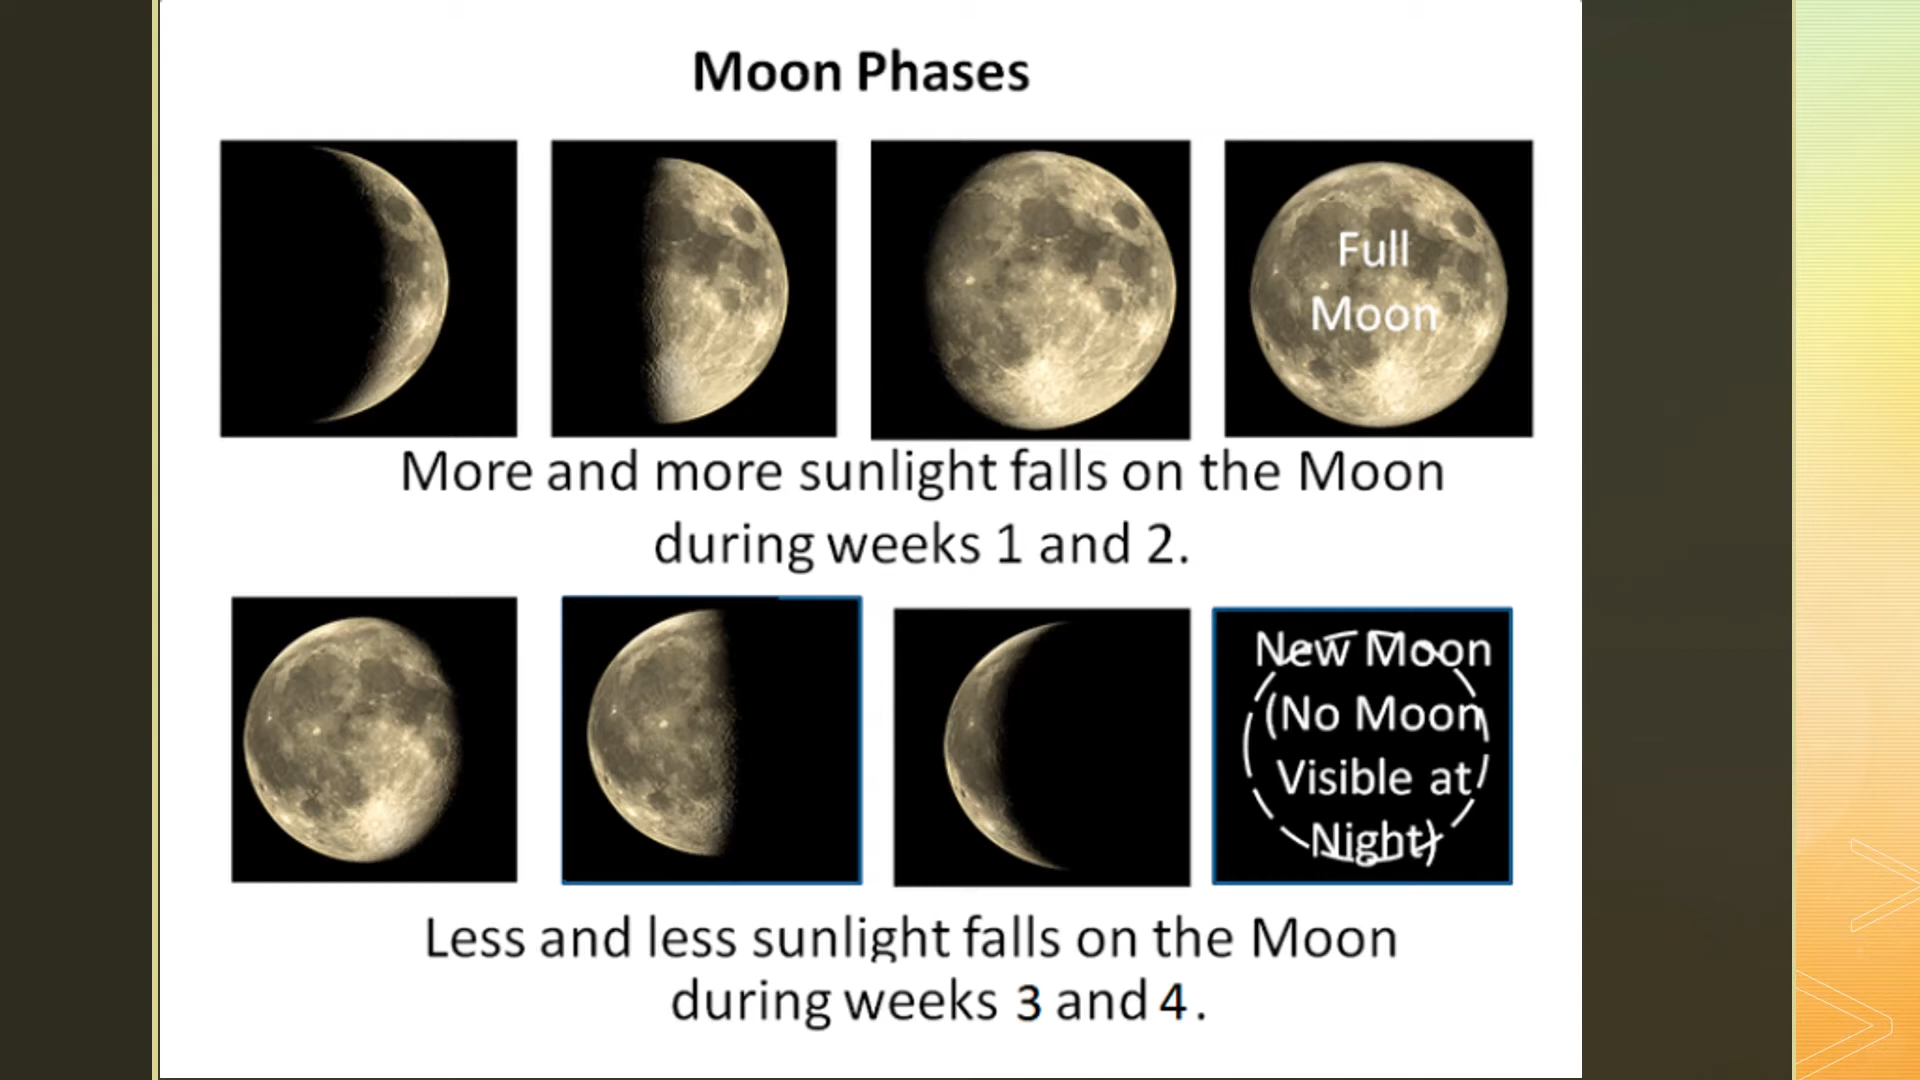 Moon Phases
Full
Moon
More and more sunlight falls on the Moon
during weeks 1 and 2.
New Moon
(No Moon
Visible at
Night)
Less and less sunlight falls on the Moon
during weeks 3 and 4.